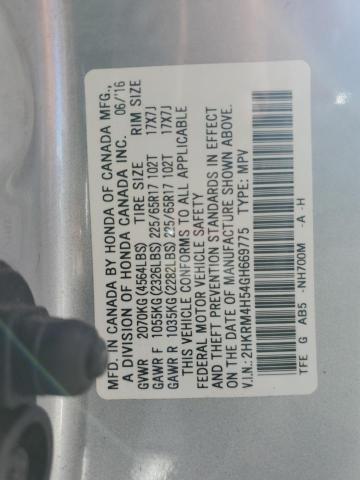 MFD. IN CANADA BY HONDA OF CANADA MFG.,
A DIVISION OF HONDA CANADA INC. 06/'16
GVWR 2070KG(4564LBS) TIRE SIZE RIM SIZE
GAWR F 1055KG(2326LBS)225/65R17 102T 17X7J
GAWR R 1035KG(2282LBS)225/65R17 102T 17X7J
THIS VEHICLE CONFORMS TO ALL APPLICABLE
FEDERAL MOTOR VEHICLE SAFETY
AND THEFT PREVENTION STANDARDS IN EFFECT
ON THE DATE OF MANUFACTURE SHOWN ABOVE.
V.I.N.: 2HKRM4H54GH669775 TYPE: MPV
TFE G AB5 -NH700M -A -H